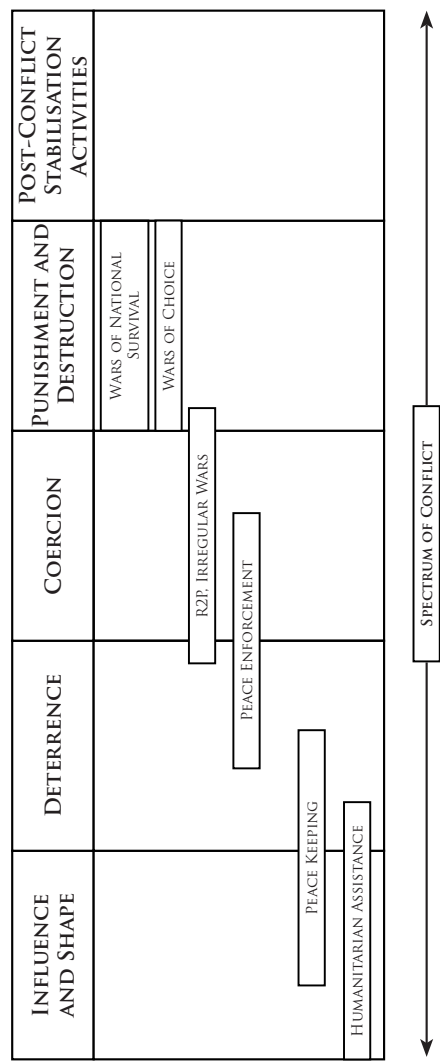 INFLUENCE
AND SHAPE
DETERRENCE
COERCION
PUNISHMENT AND
DESTRUCTION
POST-CONFLICT
STABILISATION
ACTIVITIES
WARS OF NATIONAL
SURVIVAL
WARS OF CHOICE
R2P, IRREGULAR WARS
PEACE ENFORCEMENT
PEACE KEEPING
HUMANITARIAN ASSISTANCE
SPECTRUM OF CONFLICT